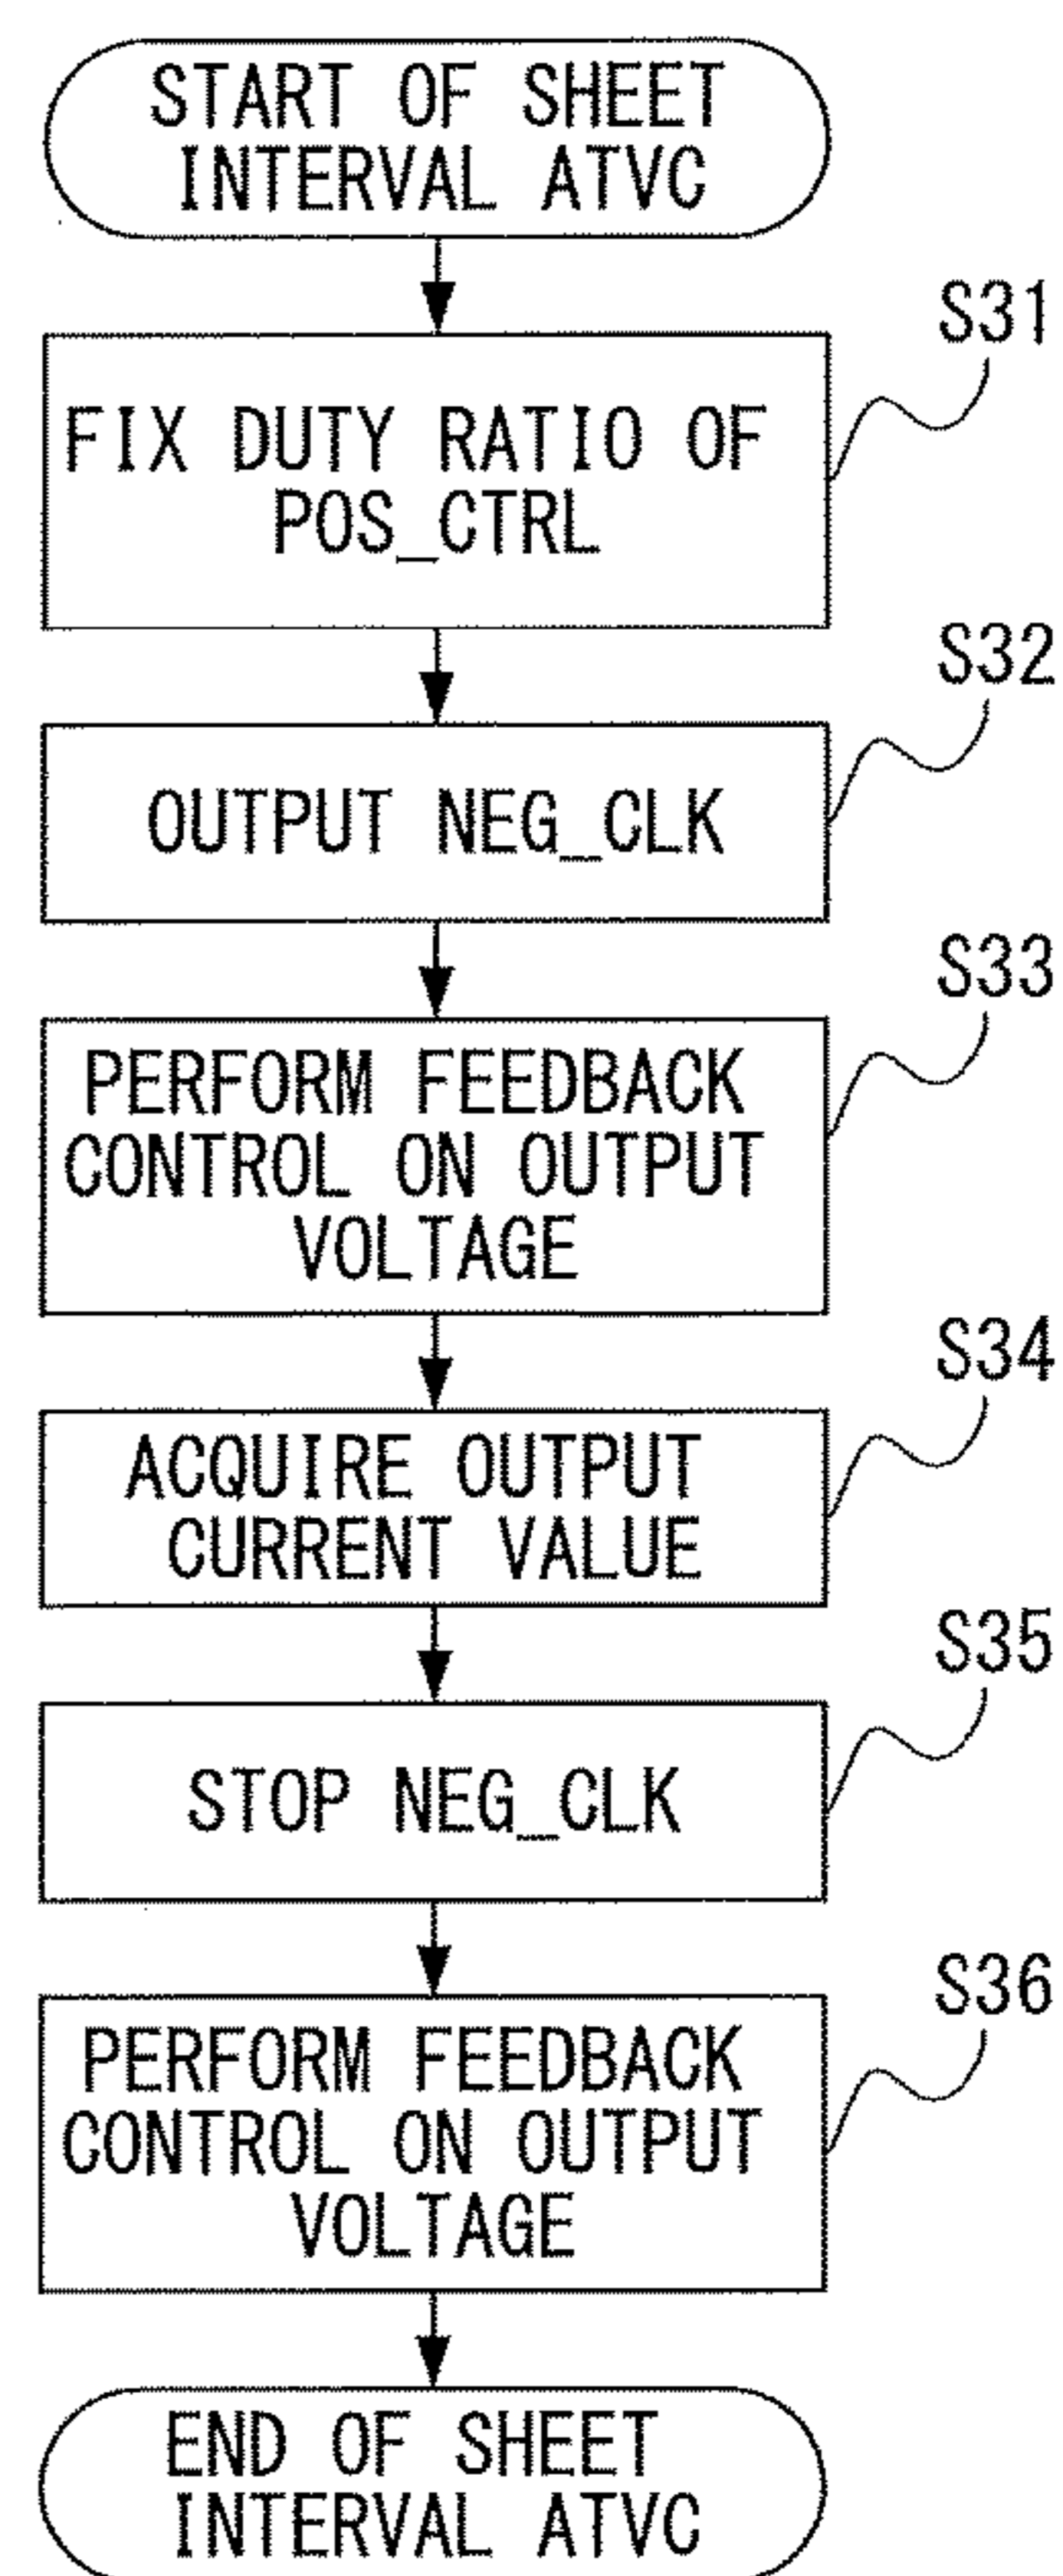 START OF SHEET
INTERVAL ATVC
S31
FIX DUTY RATIO OF
POS_CTRL
S32
OUTPUT NEG_CLK
S33
PERFORM FEEDBACK
CONTROL ON OUTPUT
VOLTAGE
S34
ACQUIRE OUTPUT
CURRENT VALUE
S35
STOP NEG_CLK
S36
PERFORM FEEDBACK
CONTROL ON OUTPUT
VOLTAGE
END OF SHEET
INTERVAL ATVC